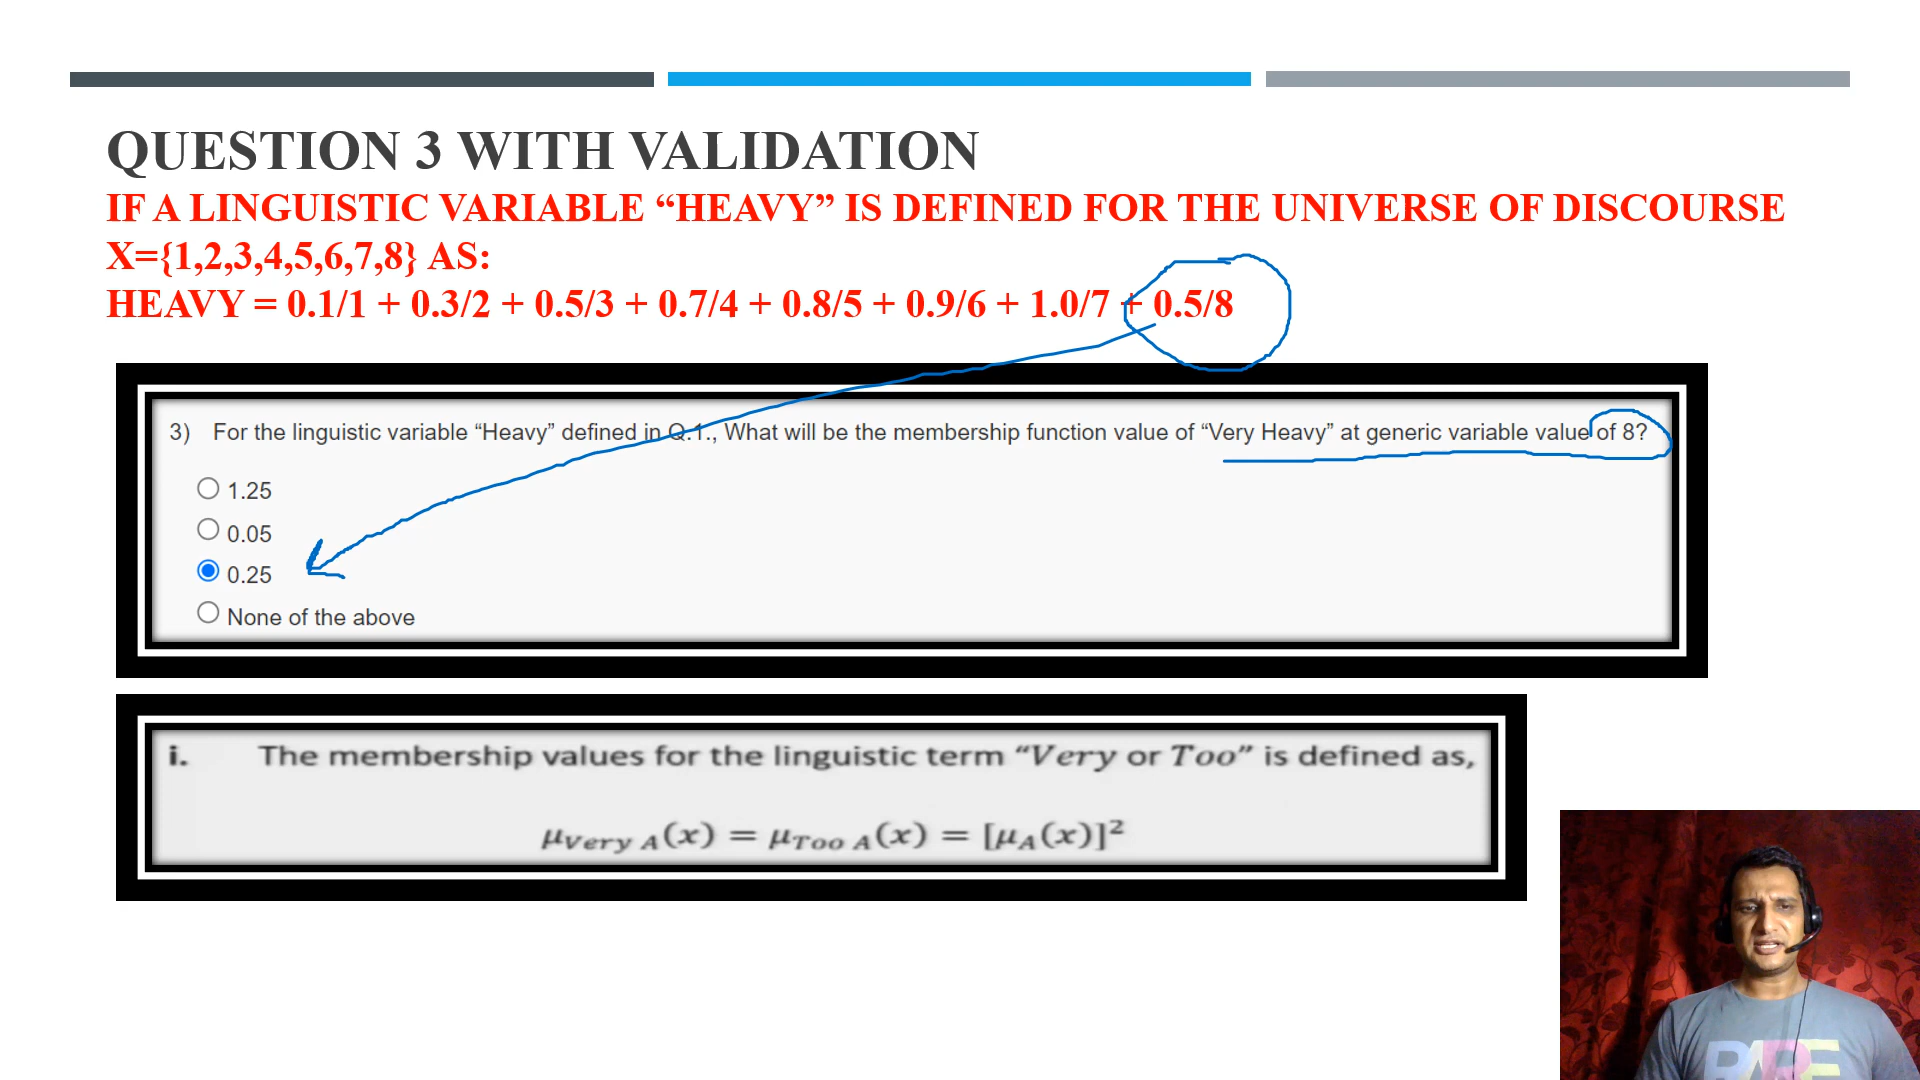 QUESTION 3 WITH VALIDATION
IF A LINGUISTIC VARIABLE “HEAVY” IS DEFINED FOR THE UNIVERSE OF DISCOURSE
X={1,2,3,4,5,6,7,8} AS:
HEAVY = 0.1/1 + 0.3/2 + 0.5/3 + 0.7/4 + 0.8/5 + 0.9/6 + 1.0/7 + 0.5/8
3) For the linguistic variable “Heavy” defined in Q.1., What will be the membership function value of “Very Heavy” at generic variable value of 8?
1.25
0.05
0.25
None of the above
i. The membership values for the linguistic term “Very or Too” is defined as,
μVery A(x) = μToo A(x) = [μA(x)]²